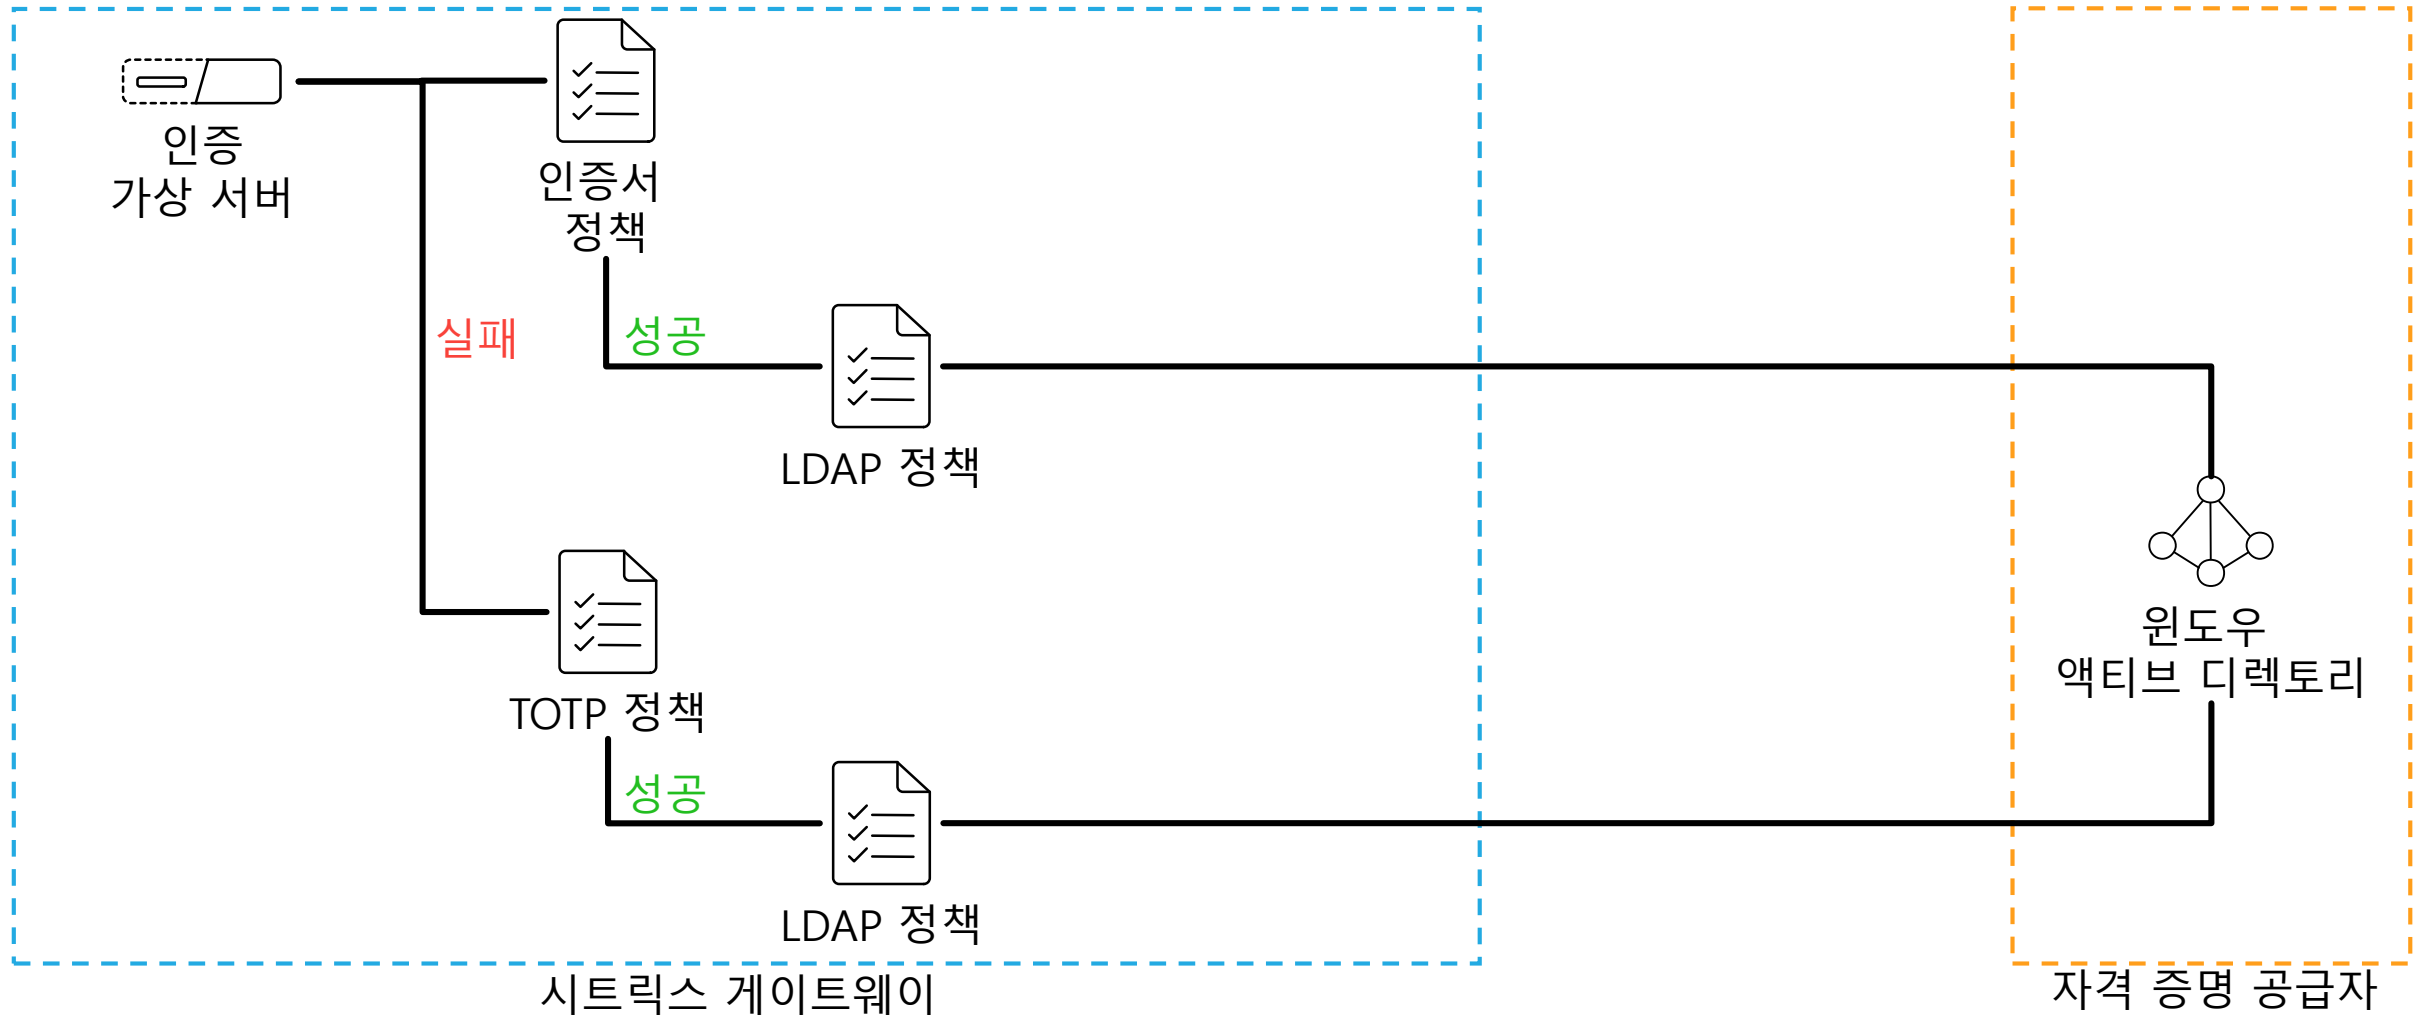 인증
가상 서버
인증서
정책
실패
성공
LDAP 정책
윈도우
액티브 디렉토리
TOTP 정책
성공
LDAP 정책
시트릭스 게이트웨이
자격 증명 공급자